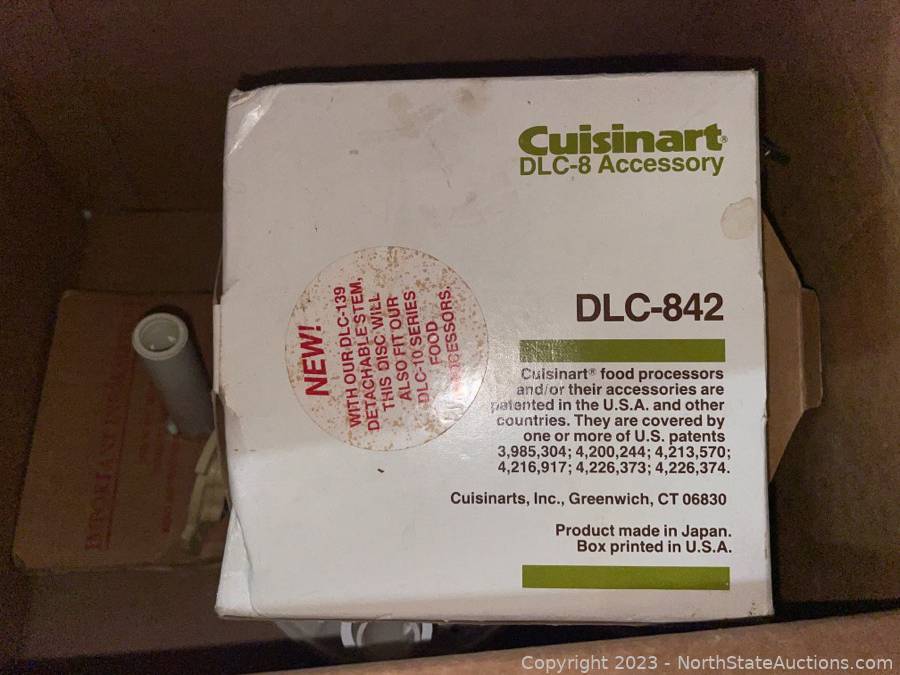 Cuisinart®
DLC-8 Accessory
DLC-842
NEW!
WITH OUR DLC-139
DETACHABLE STEM,
THIS DISC WILL
ALSO FIT OUR
DLC-10 SERIES
FOOD
Cuisinart® food processors
and/or their accessories are
patented in the U.S.A. and other
countries. They are covered by
one or more of U.S. patents
3,985,304; 4,200,244; 4,213,570;
4,216,917; 4,226,373; 4,226,374.
Cuisinarts, Inc., Greenwich, CT 06830
Product made in Japan.
Box printed in U.S.A.
Copyright 2023 - NorthStateAuctions.com